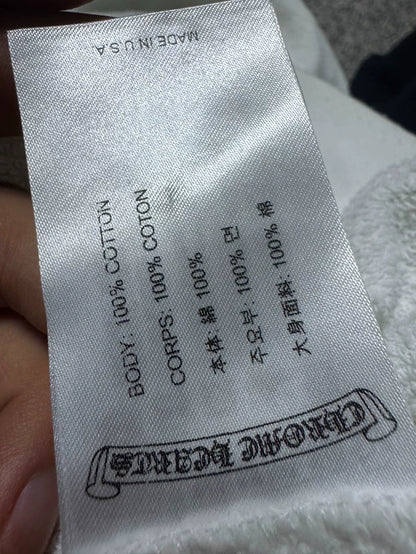 MADE IN U.S.A
BODY: 100% COTTON
CORPS: 100% COTON
本体: 綿 100%
주요부: 100% 면
大身面料: 100% 棉
CHROME HEARTS